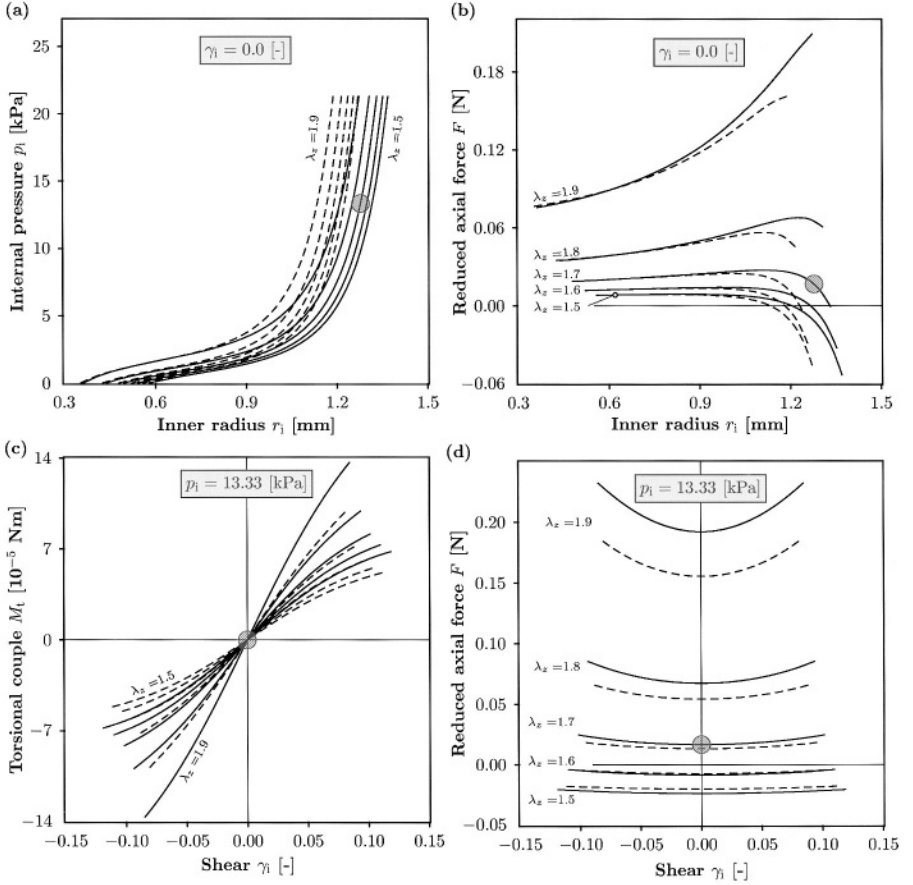 (a)
γi = 0.0 [-]
26
20
13
7
0
Internal pressure pi [kPa]
λz =1.9
λz =1.5
0.3
0.6
0.9
1.2
1.5
Inner radius ri [mm]
(b)
γi = 0.0 [-]
0.18
0.12
0.06
0.00
−0.06
Reduced axial force F [N]
λz =1.9
λz =1.8
λz =1.7
λz =1.6
λz =1.5
0.3
0.6
0.9
1.2
1.5
Inner radius ri [mm]
(c)
pi = 13.33 [kPa]
14
7
0
−7
−14
Torsional couple Mt [10−5 Nm]
λz =1.5
λz =1.9
−0.15
−0.10
−0.05
0.00
0.05
0.10
0.15
Shear γi [-]
(d)
pi = 13.33 [kPa]
0.20
0.15
0.10
0.05
0.00
−0.05
Reduced axial force F [N]
λz =1.9
λz =1.8
λz =1.7
λz =1.6
λz =1.5
−0.15
−0.10
−0.05
0.00
0.05
0.10
0.15
Shear γi [-]